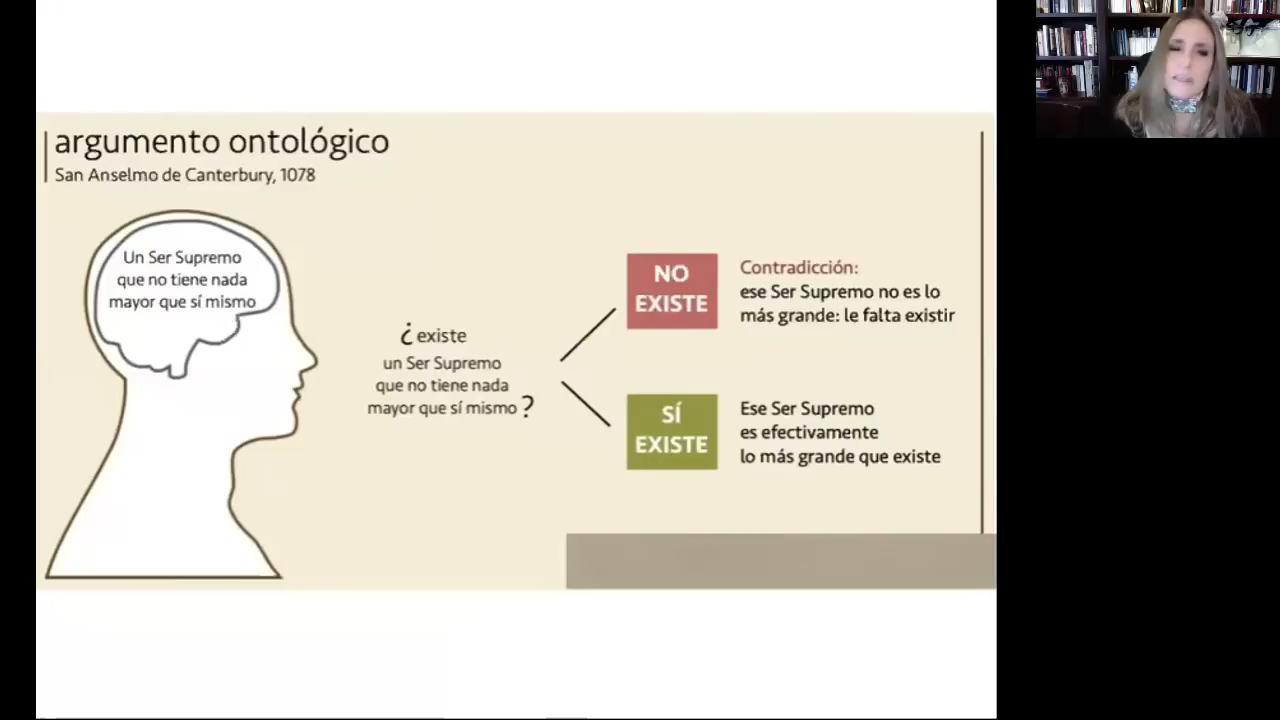 argumento ontológico
San Anselmo de Canterbury, 1078
Un Ser Supremo
que no tiene nada
mayor que sí mismo
¿existe
un Ser Supremo
que no tiene nada
mayor que sí mismo?
NO
EXISTE
Contradicción:
ese Ser Supremo no es lo
más grande: le falta existir
SÍ
EXISTE
Ese Ser Supremo
es efectivamente
lo más grande que existe